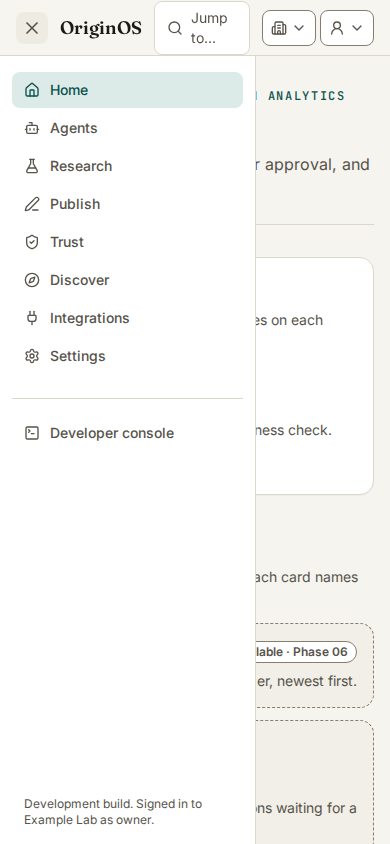 OriginOS
Jump
to...
Home
Agents
Research
Publish
Trust
Discover
Integrations
Settings
Developer console
Development build. Signed in to
Example Lab as owner.
ANALYTICS
approval, and
es on each
ness check.
ach card names
lable · Phase 06
er, newest first.
ns waiting for a